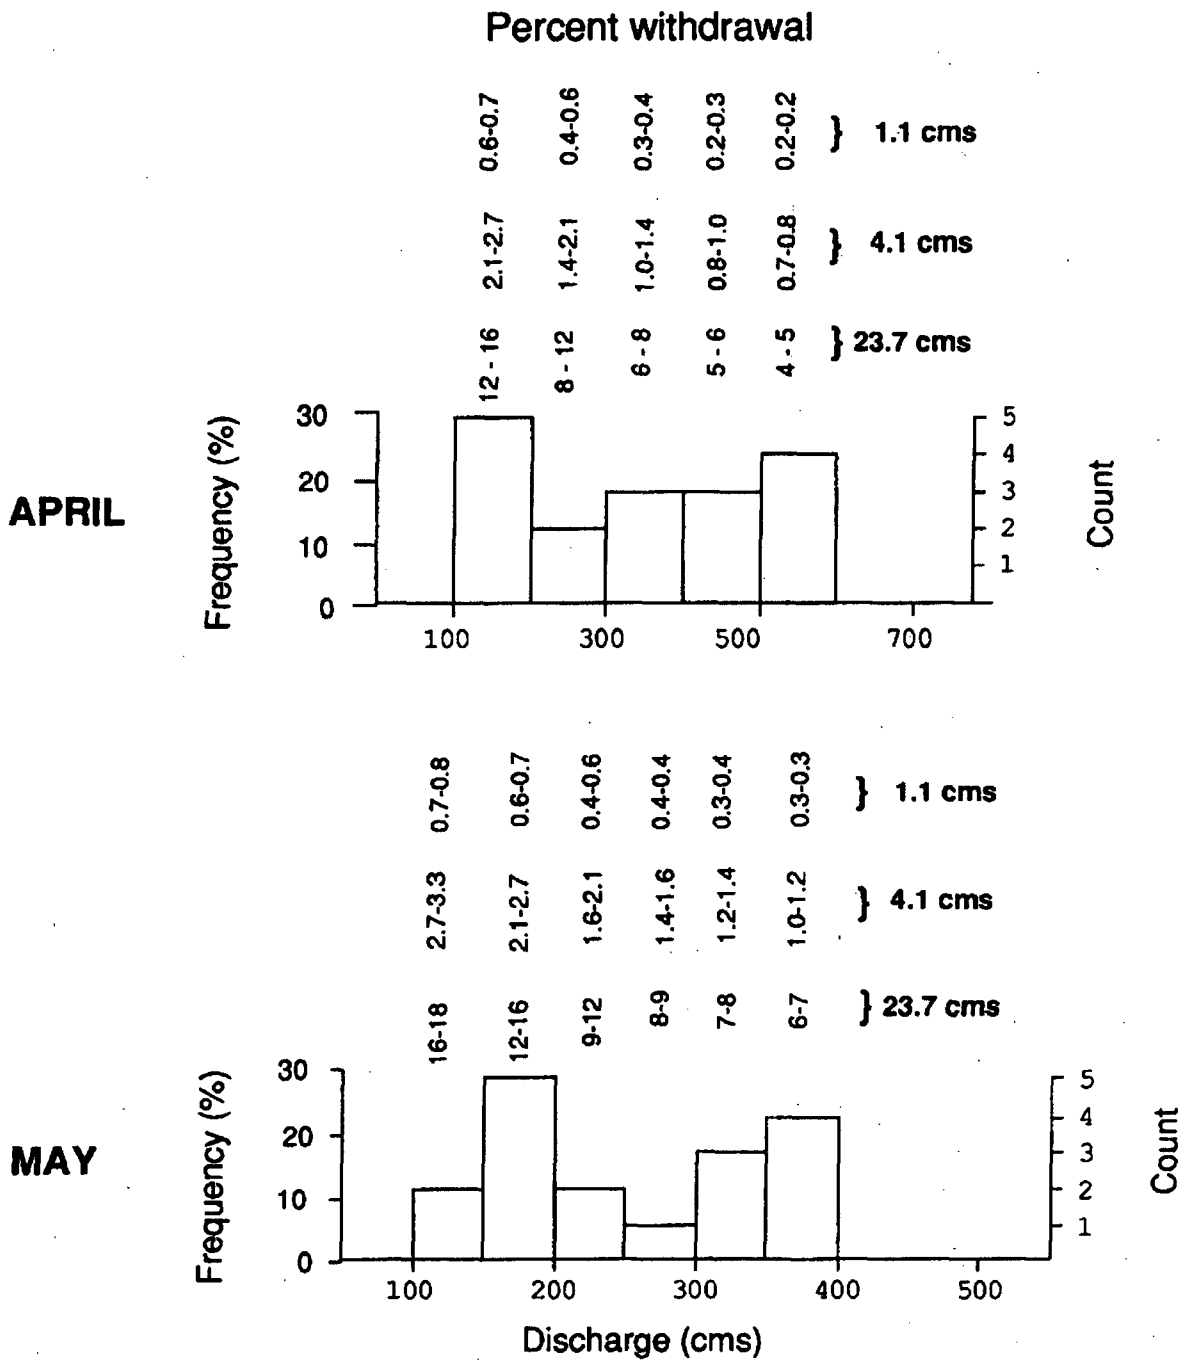 Percent withdrawal
0.6-0.7 0.4-0.6 0.3-0.4 0.2-0.3 0.2-0.2 } 1.1 cms
2.1-2.7 1.4-2.1 1.0-1.4 0.8-1.0 0.7-0.8 } 4.1 cms
12 - 16 8 - 12 6 - 8 5 - 6 4 - 5 } 23.7 cms
APRIL
Frequency (%)
30
20
10
0
5
4
3
2
1
Count
100 300 500 700
0.7-0.8 0.6-0.7 0.4-0.6 0.4-0.4 0.3-0.4 0.3-0.3 } 1.1 cms
2.7-3.3 2.1-2.7 1.6-2.1 1.4-1.6 1.2-1.4 1.0-1.2 } 4.1 cms
16-18 12-16 9-12 8-9 7-8 6-7 } 23.7 cms
MAY
Frequency (%)
30
20
10
0
5
4
3
2
1
Count
100 200 300 400 500
Discharge (cms)